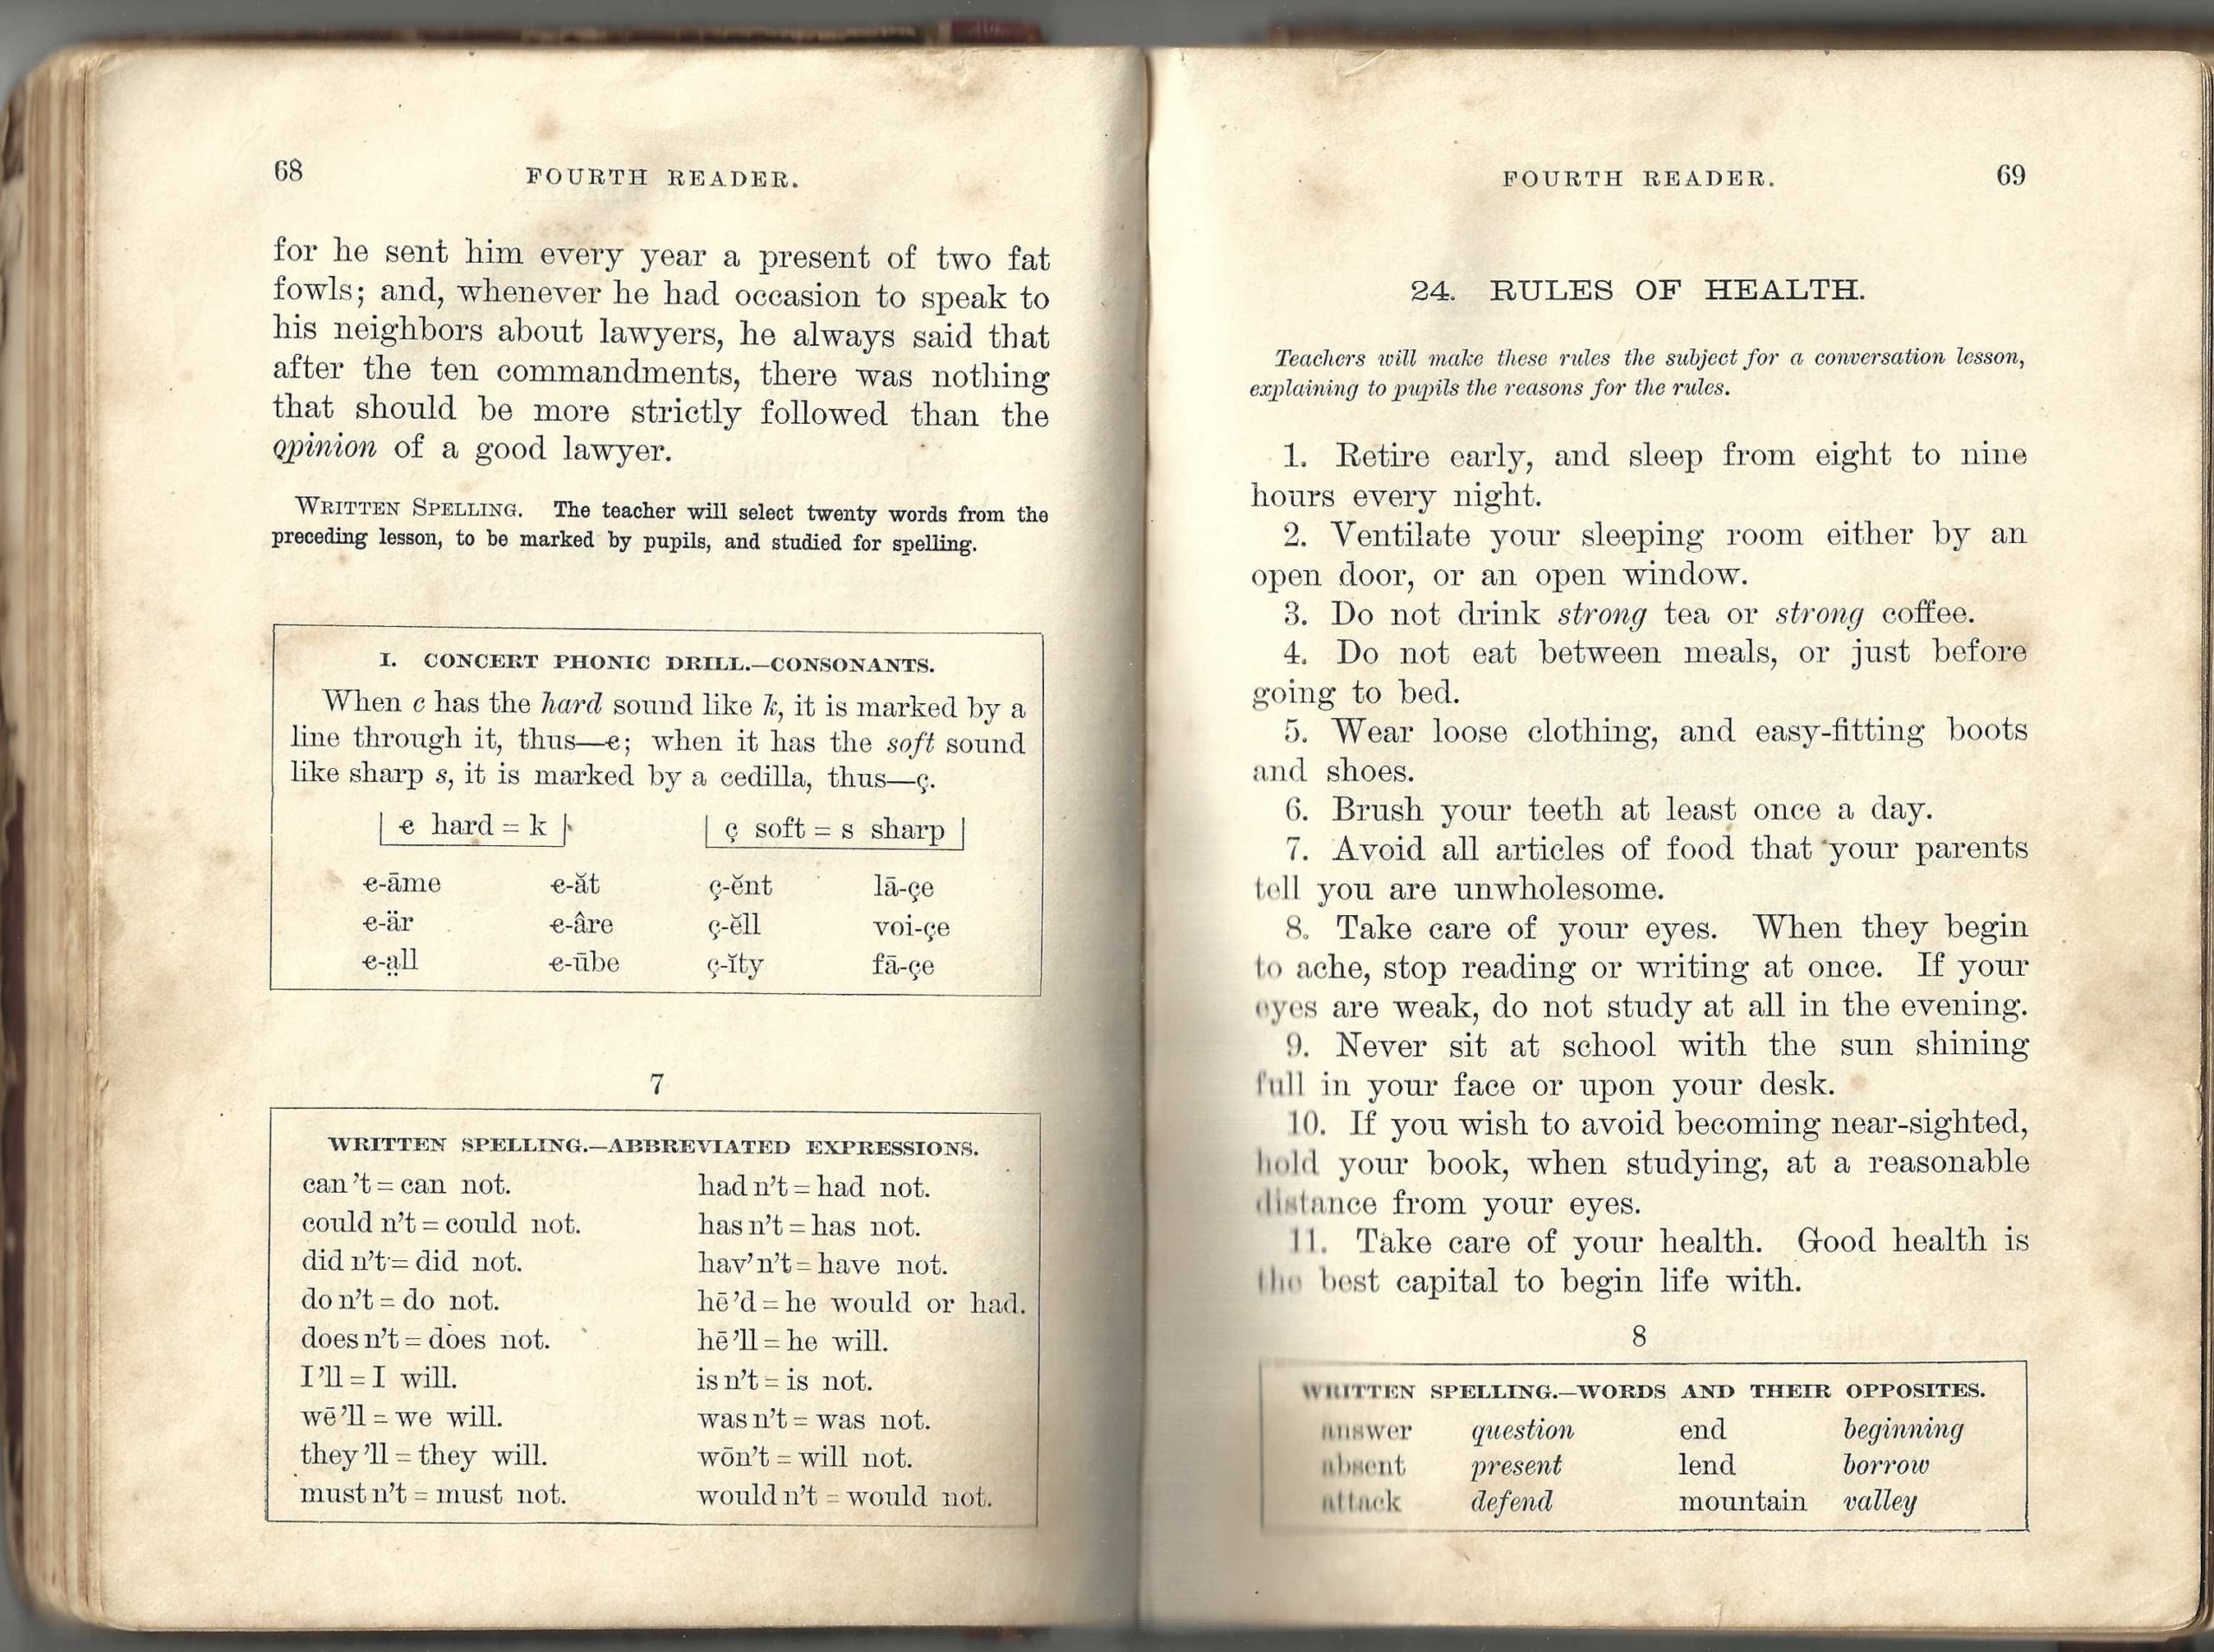 68 FOURTH READER.
for he sent him every year a present of two fat
fowls; and, whenever he had occasion to speak to
his neighbors about lawyers, he always said that
after the ten commandments, there was nothing
that should be more strictly followed than the
opinion of a good lawyer.
WRITTEN SPELLING. The teacher will select twenty words from the
preceding lesson, to be marked by pupils, and studied for spelling.
I. CONCERT PHONIC DRILL.—CONSONANTS.
When c has the hard sound like k, it is marked by a
line through it, thus—c̵; when it has the soft sound
like sharp s, it is marked by a cedilla, thus—ç.
c̵ hard = k ç soft = s sharp
c̵-āme c̵-ăt ç-ĕnt lā-çe
c̵-är c̵-âre ç-ĕll voi-çe
c̵-a̤ll c̵-ūbe ç-ĭty fā-çe
7
WRITTEN SPELLING.—ABBREVIATED EXPRESSIONS.
can't = can not. had n't = had not.
could n't = could not. has n't = has not.
did n't = did not. hav' n't = have not.
do n't = do not. hē 'd = he would or had.
does n't = does not. hē 'll = he will.
I 'll = I will. is n't = is not.
wē 'll = we will. was n't = was not.
they 'll = they will. wōn't = will not.
must n't = must not. would n't = would not.
FOURTH READER. 69
24. RULES OF HEALTH.
Teachers will make these rules the subject for a conversation lesson,
explaining to pupils the reasons for the rules.
1. Retire early, and sleep from eight to nine
hours every night.
2. Ventilate your sleeping room either by an
open door, or an open window.
3. Do not drink strong tea or strong coffee.
4. Do not eat between meals, or just before
going to bed.
5. Wear loose clothing, and easy-fitting boots
and shoes.
6. Brush your teeth at least once a day.
7. Avoid all articles of food that your parents
tell you are unwholesome.
8. Take care of your eyes. When they begin
to ache, stop reading or writing at once. If your
eyes are weak, do not study at all in the evening.
9. Never sit at school with the sun shining
full in your face or upon your desk.
10. If you wish to avoid becoming near-sighted,
hold your book, when studying, at a reasonable
distance from your eyes.
11. Take care of your health. Good health is
the best capital to begin life with.
8
WRITTEN SPELLING.—WORDS AND THEIR OPPOSITES.
answer question end beginning
absent present lend borrow
attack defend mountain valley